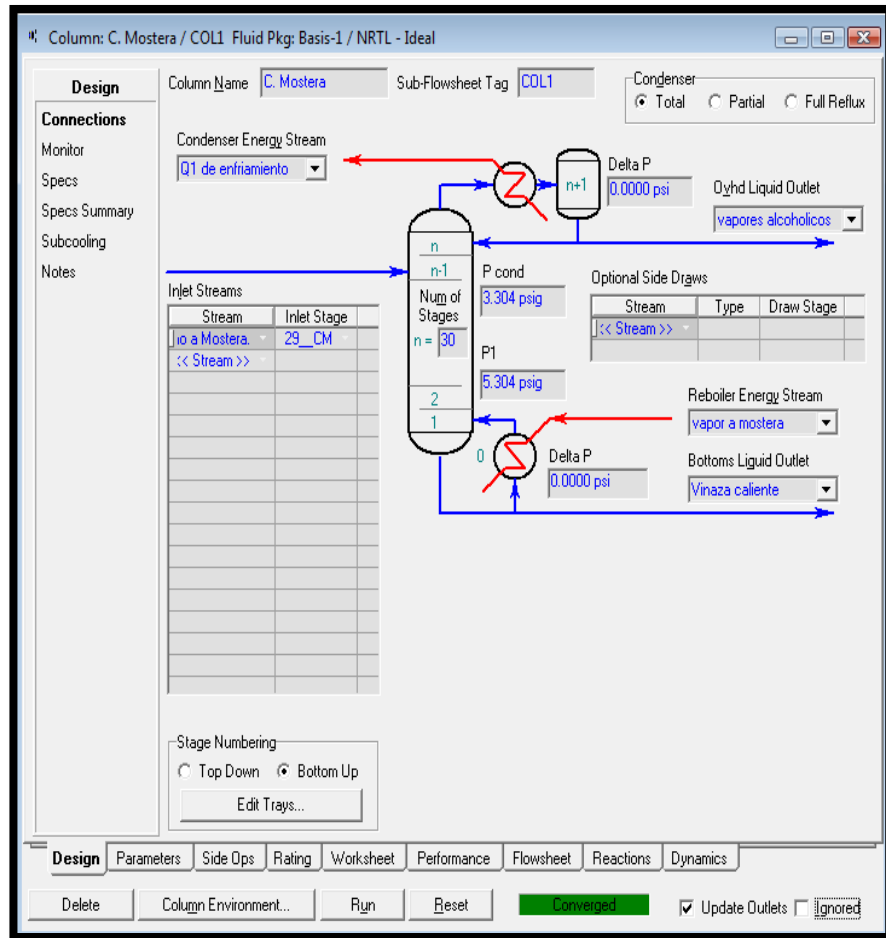 Column: C. Mostera / COL1 Fluid Pkg: Basis-1 / NRTL - Ideal
Design
Connections
Monitor
Specs
Specs Summary
Subcooling
Notes
Column Name C. Mostera Sub-Flowsheet Tag COL1
Condenser
Total Partial Full Reflux
Condenser Energy Stream
Q1 de enfriamiento
n+1
Delta P
0.0000 psi
Ovhd Liquid Outlet
vapores alcoholicos
n
n-1
Num of
Stages
n = 30
2
1
0
P cond
3.304 psig
P1
5.304 psig
Optional Side Draws
Stream Type Draw Stage
<< Stream >>
Inlet Streams
Stream Inlet Stage
io a Mostera. 29__CM
<< Stream >>
Reboiler Energy Stream
vapor a mostera
Delta P
0.0000 psi
Bottoms Liquid Outlet
Vinaza caliente
Stage Numbering
Top Down Bottom Up
Edit Trays...
Design Parameters Side Ops Rating Worksheet Performance Flowsheet Reactions Dynamics
Delete Column Environment... Run Reset Converged Update Outlets Ignored